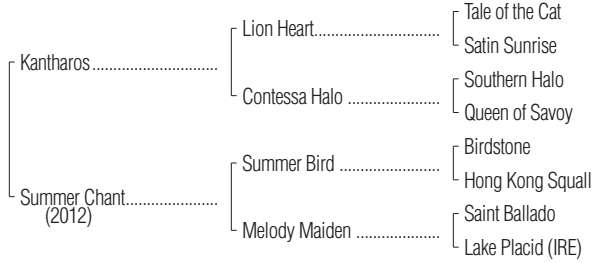 Tale of the Cat
Lion Heart..............................
Satin Sunrise
Kantharos..............................
Southern Halo
Contessa Halo ......................
Queen of Savoy
Birdstone
Summer Bird ........................
Hong Kong Squall
Summer Chant......................
(2012)
Saint Ballado
Melody Maiden ....................
Lake Placid (IRE)